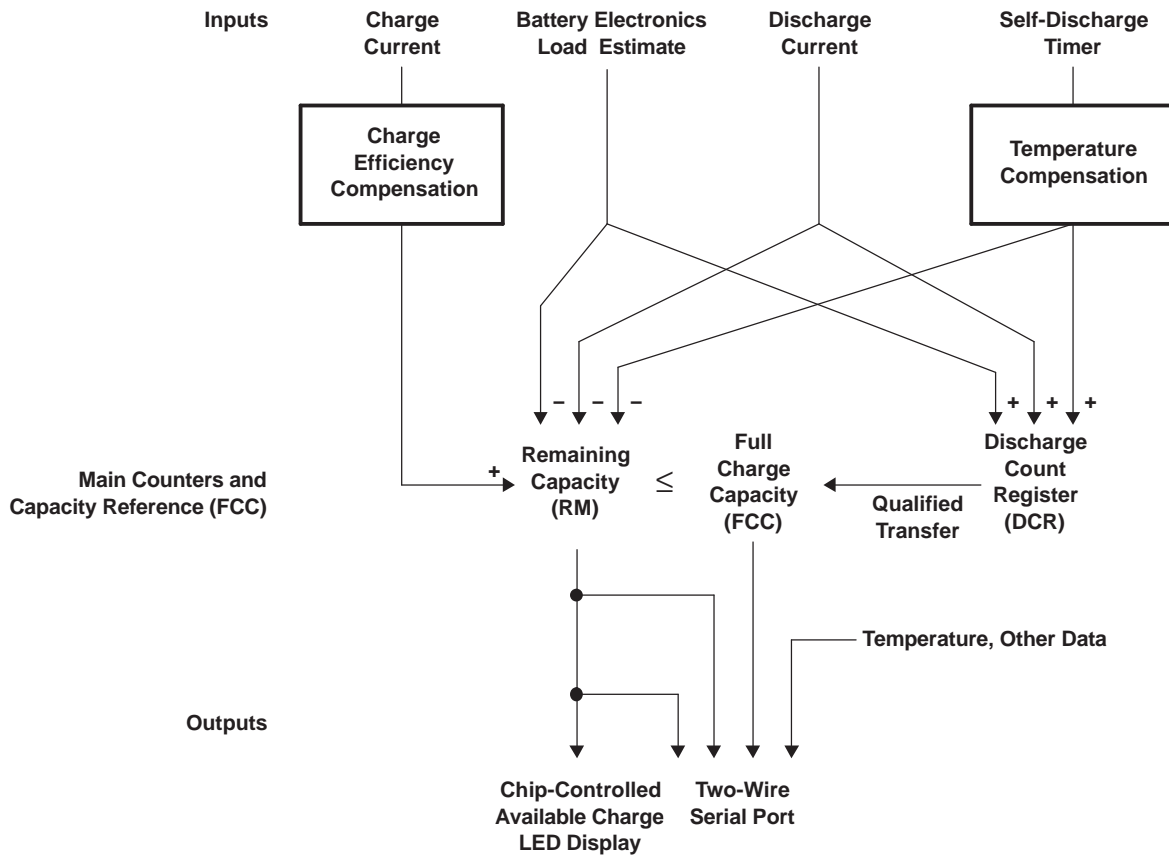 Inputs
Charge
Current
Battery Electronics
Load Estimate
Discharge
Current
Self-Discharge
Timer
Charge
Efficiency
Compensation
Temperature
Compensation
– – –
+ + +
Main Counters and
Capacity Reference (FCC)
+
Remaining
Capacity
(RM)
≤
Full
Charge
Capacity
(FCC)
Qualified
Transfer
Discharge
Count
Register
(DCR)
Temperature, Other Data
Outputs
Chip-Controlled
Available Charge
LED Display
Two-Wire
Serial Port